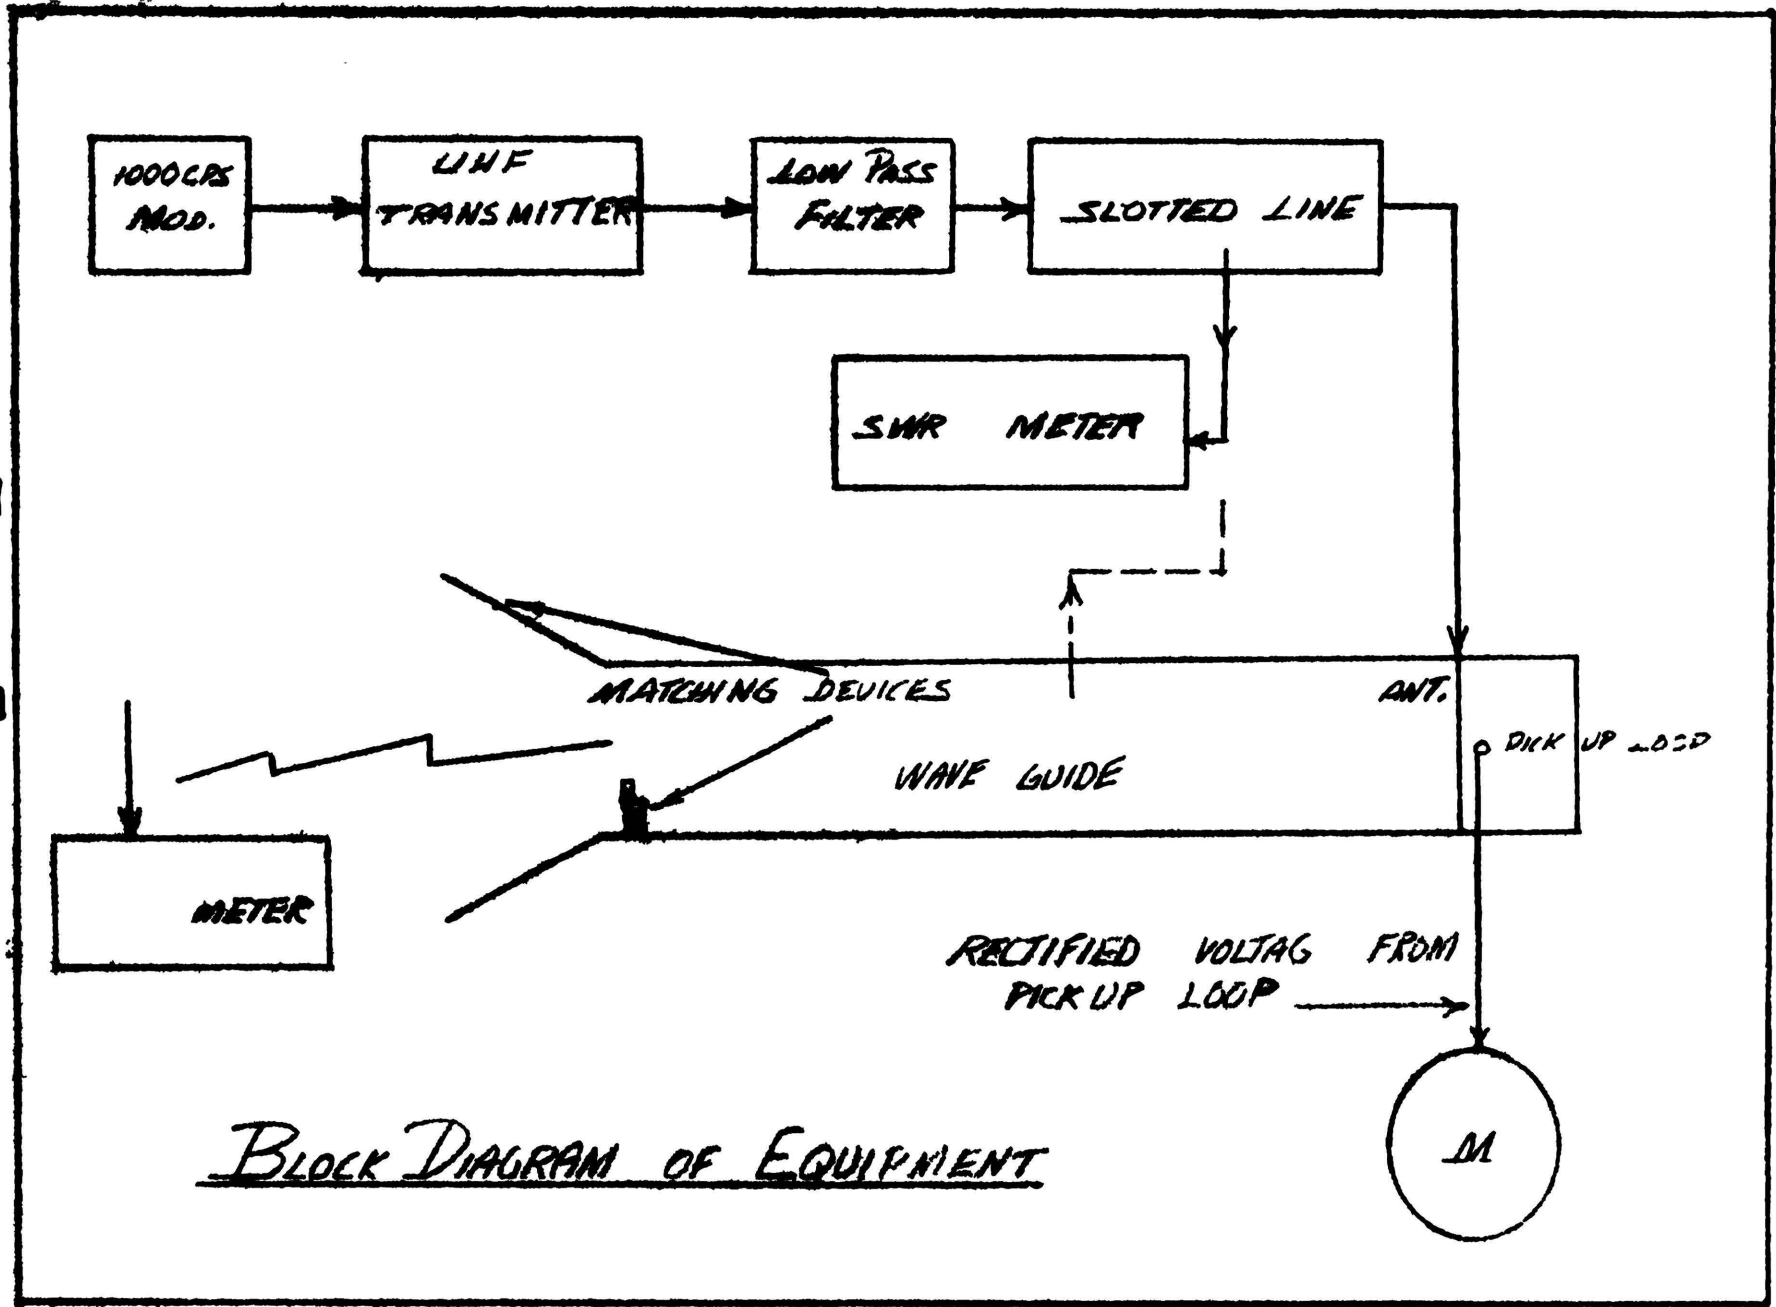 1000 CPS
MOD.
UHF
TRANSMITTER
LOW PASS
FILTER
SLOTTED LINE
SWR METER
MATCHING DEVICES
ANT.
PICK UP LOOP
WAVE GUIDE
METER
RECTIFIED VOLTAG FROM
PICK UP LOOP
M
BLOCK DIAGRAM OF EQUIPMENT